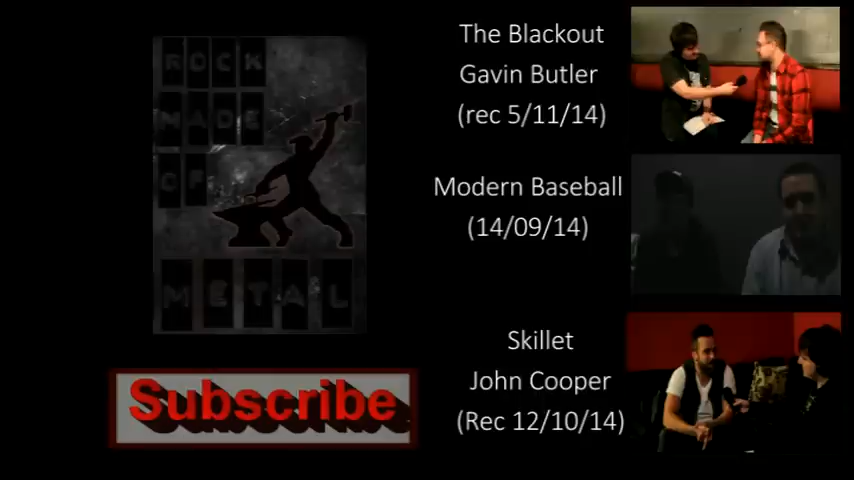 ROCK
MADE
OF
METAL
Subscribe
The Blackout
Gavin Butler
(rec 5/11/14)
Modern Baseball
(14/09/14)
Skillet
John Cooper
(Rec 12/10/14)